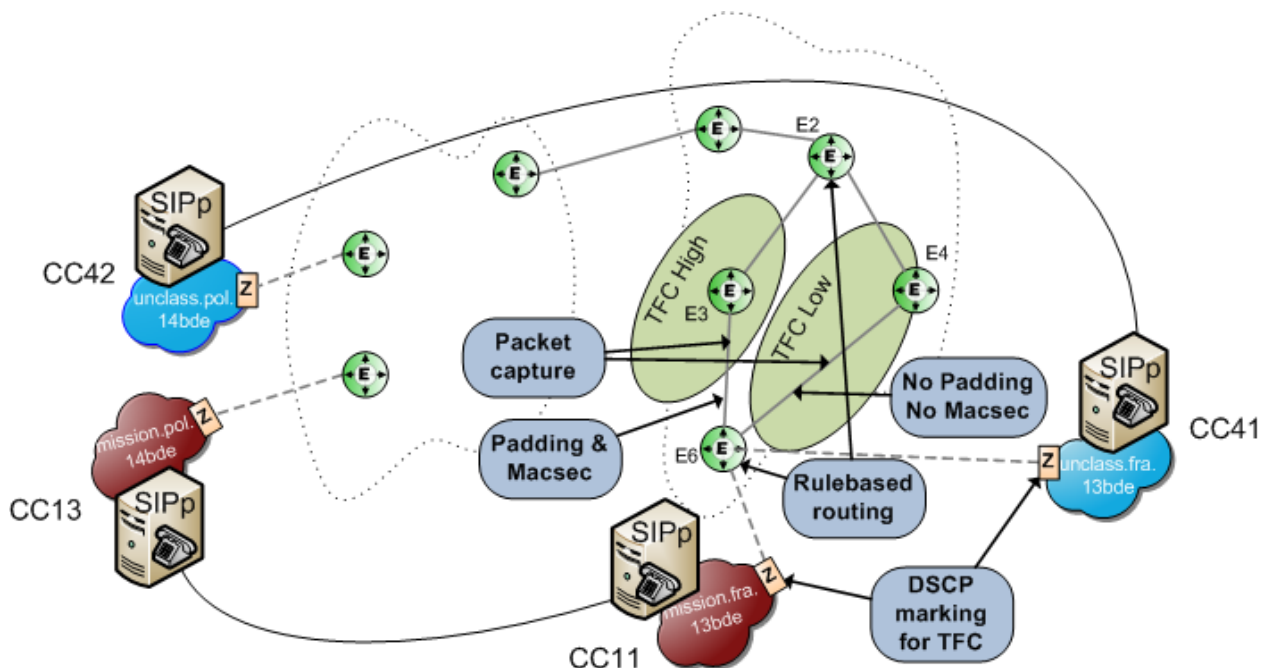 E
E2
E
E
SIPp
E
E4
CC42
TFC High
unclass.pol.
14bde
Z
E
E3
TFC Low
E
Packet
capture
SIPp
E
No Padding
No Macsec
mission.pol.
14bde
Z
CC41
Padding &
Macsec
E6
E
Z
unclass.fra.
13bde
SIPp
CC13
Rulebased
routing
SIPp
Z
mission.fra.
13bde
DSCP
marking
for TFC
CC11